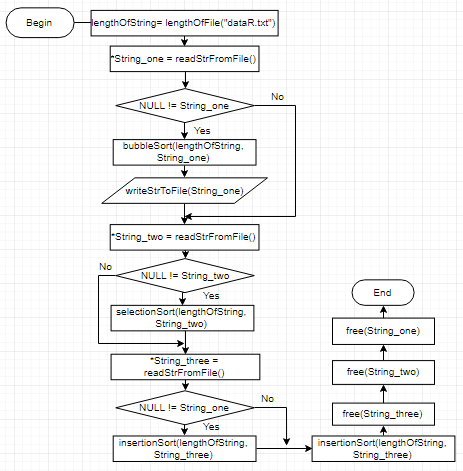 Begin
lengthOfString= lengthOfFile("dataR.txt")
*String_one = readStrFromFile()
No
NULL != String_one
Yes
bubbleSort(lengthOfString,
String_one)
writeStrToFile(String_one)
*String_two = readStrFromFile()
No
NULL != String_two
Yes
selectionSort(lengthOfString,
String_two)
*String_three =
readStrFromFile()
No
NULL != String_one
Yes
insertionSort(lengthOfString,
String_three)
insertionSort(lengthOfString,
String_three)
free(String_three)
free(String_two)
free(String_one)
End